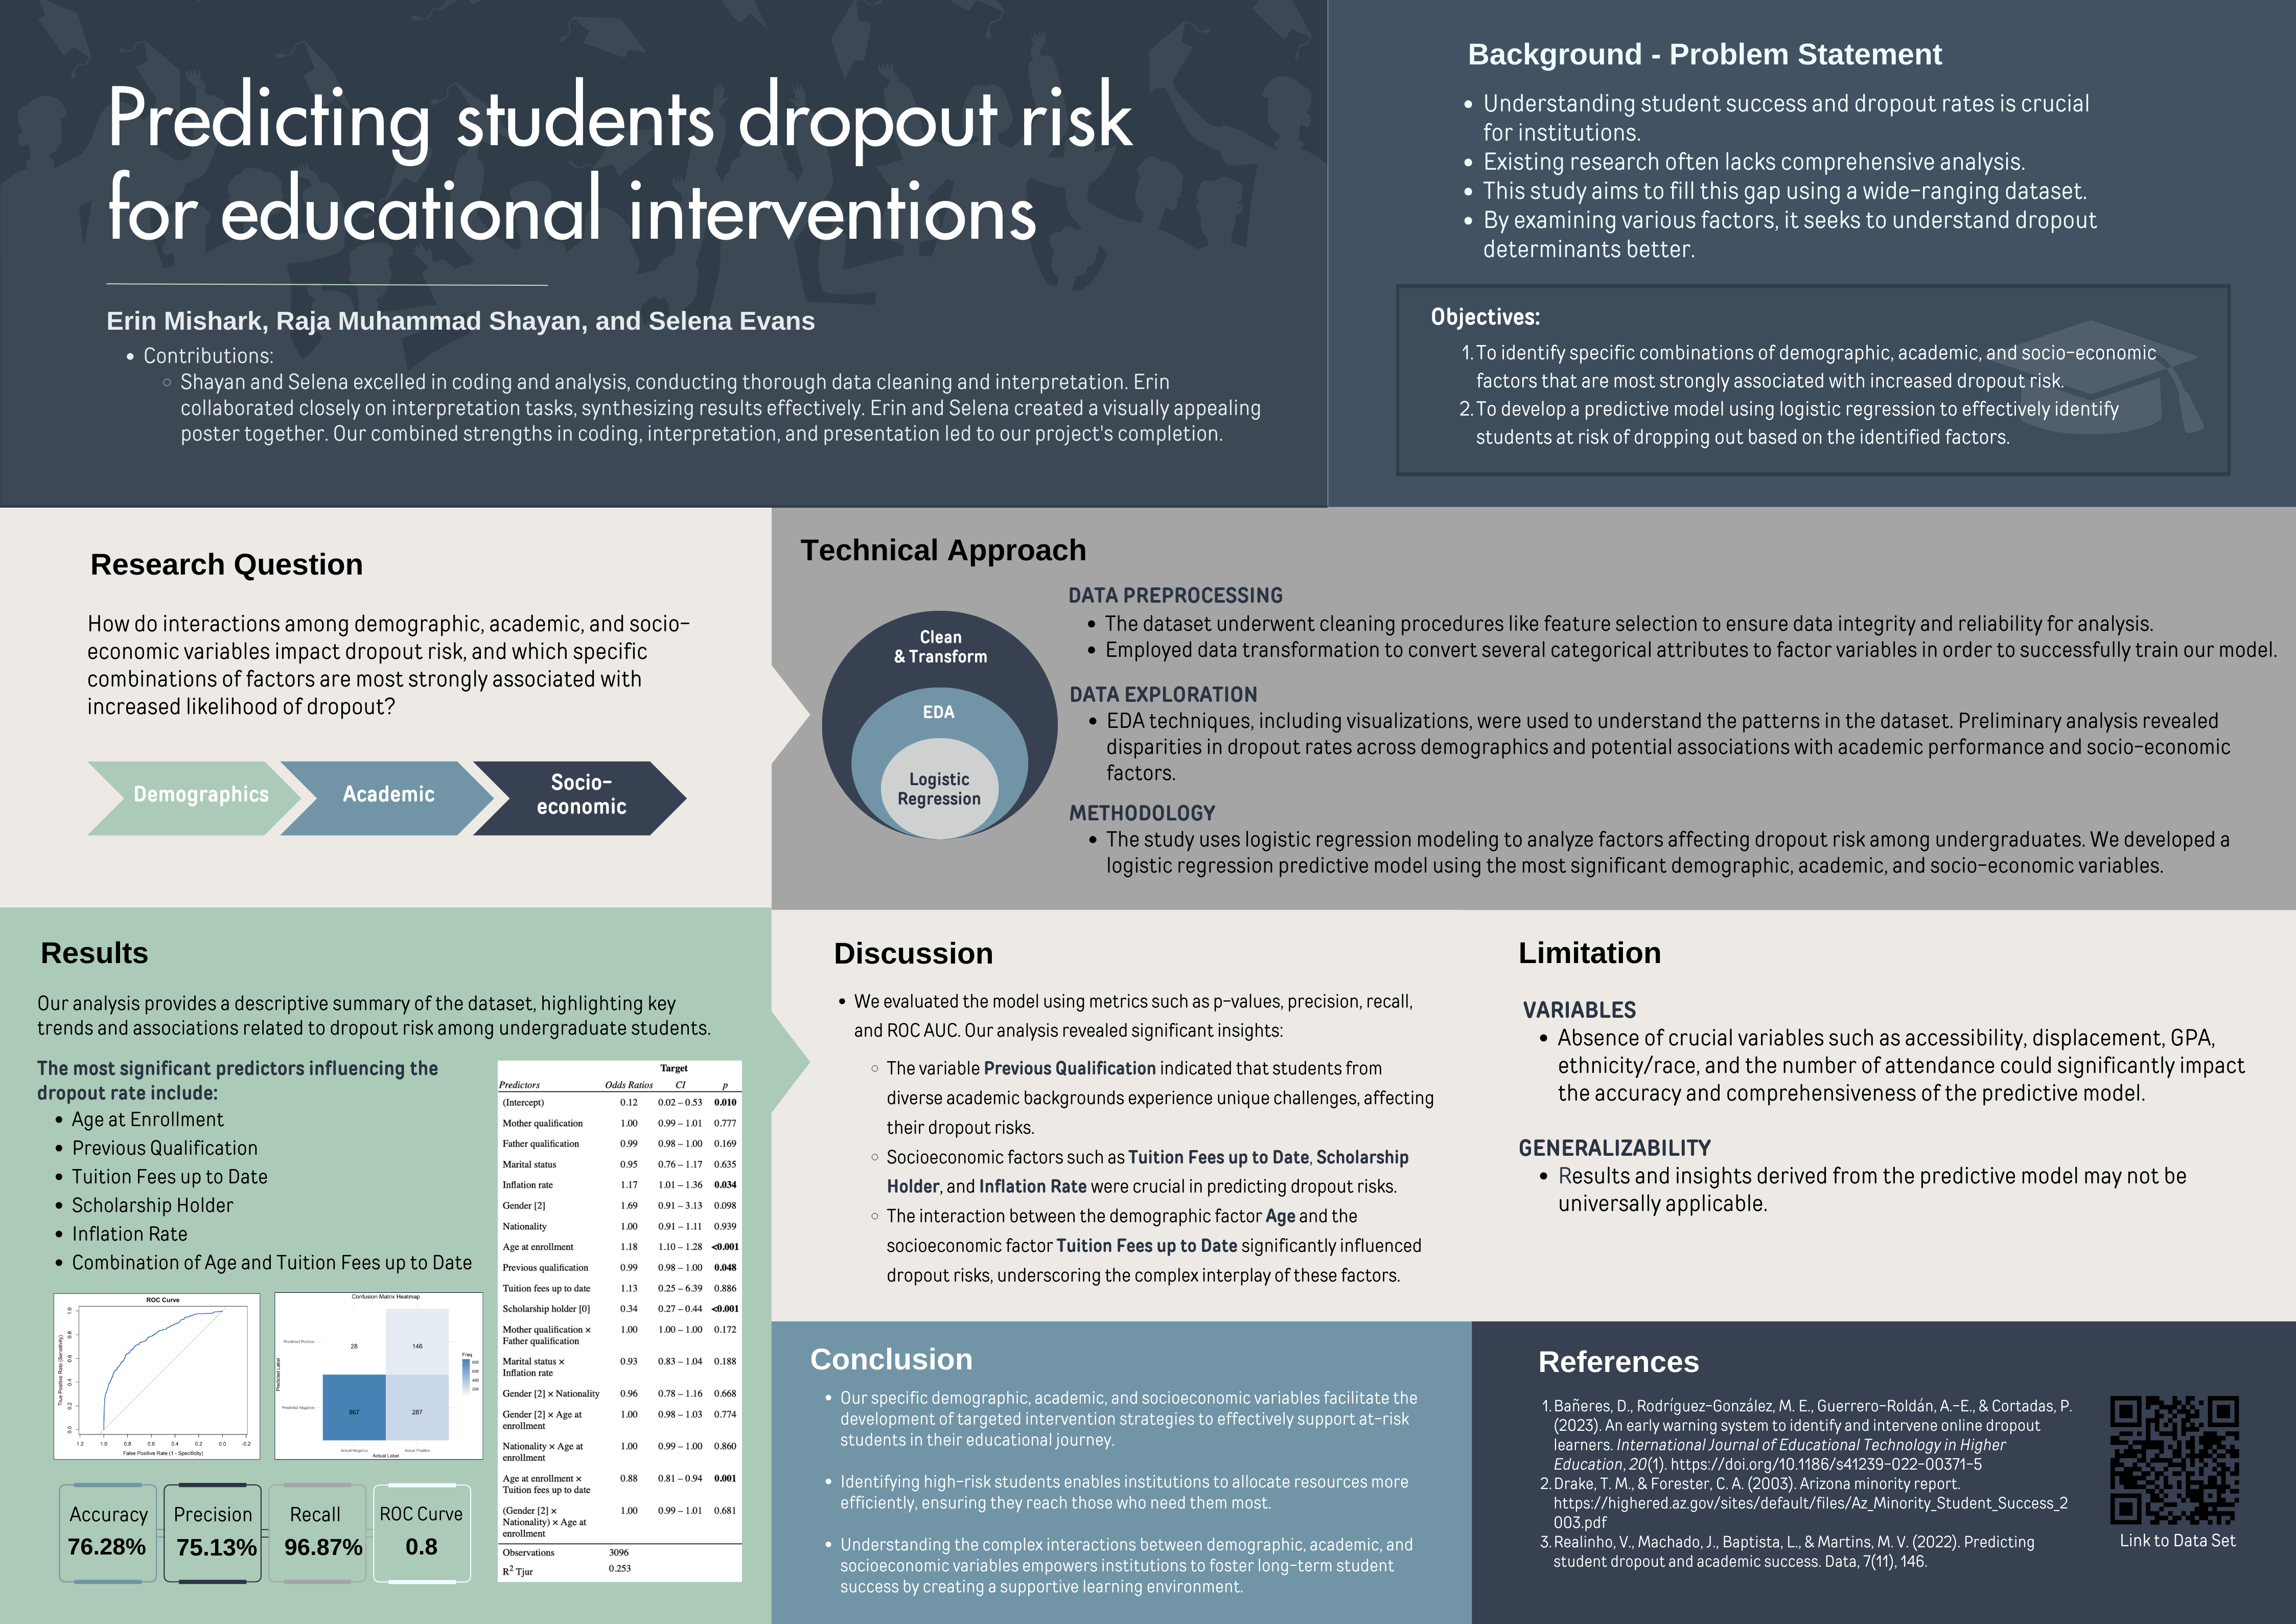 Predicting students dropout risk
for educational interventions
Erin Mishark, Raja Muhammad Shayan, and Selena Evans
• Contributions:
○ Shayan and Selena excelled in coding and analysis, conducting thorough data cleaning and interpretation. Erin
collaborated closely on interpretation tasks, synthesizing results effectively. Erin and Selena created a visually appealing
poster together. Our combined strengths in coding, interpretation, and presentation led to our project's completion.
Background - Problem Statement
• Understanding student success and dropout rates is crucial
for institutions.
• Existing research often lacks comprehensive analysis.
• This study aims to fill this gap using a wide-ranging dataset.
• By examining various factors, it seeks to understand dropout
determinants better.
Objectives:
1. To identify specific combinations of demographic, academic, and socio-economic
factors that are most strongly associated with increased dropout risk.
2. To develop a predictive model using logistic regression to effectively identify
students at risk of dropping out based on the identified factors.
Research Question
How do interactions among demographic, academic, and socio-
economic variables impact dropout risk, and which specific
combinations of factors are most strongly associated with
increased likelihood of dropout?
Demographics
Academic
Socio-
economic
Technical Approach
Clean
& Transform
EDA
Logistic
Regression
DATA PREPROCESSING
• The dataset underwent cleaning procedures like feature selection to ensure data integrity and reliability for analysis.
• Employed data transformation to convert several categorical attributes to factor variables in order to successfully train our model.
DATA EXPLORATION
• EDA techniques, including visualizations, were used to understand the patterns in the dataset. Preliminary analysis revealed
disparities in dropout rates across demographics and potential associations with academic performance and socio-economic
factors.
METHODOLOGY
• The study uses logistic regression modeling to analyze factors affecting dropout risk among undergraduates. We developed a
logistic regression predictive model using the most significant demographic, academic, and socio-economic variables.
Results
Our analysis provides a descriptive summary of the dataset, highlighting key
trends and associations related to dropout risk among undergraduate students.
The most significant predictors influencing the
dropout rate include:
• Age at Enrollment
• Previous Qualification
• Tuition Fees up to Date
• Scholarship Holder
• Inflation Rate
• Combination of Age and Tuition Fees up to Date
ROC Curve
True Positive Rate (Sensitivity)
1.0
0.8
0.6
0.4
0.2
0.0
1.2 1.0 0.8 0.6 0.4 0.2 0.0 -0.2
False Positive Rate (1 - Specificity)
Confusion Matrix Heatmap
Predicted Label
Predicted Positive
28 146
Freq
800
600
400
200
Predicted Negative
867 287
Actual Negative Actual Positive
Actual Label
Accuracy
76.28%
Precision
75.13%
Recall
96.87%
ROC Curve
0.8
Target
Predictors Odds Ratios CI p
(Intercept) 0.12 0.02 – 0.53 0.010
Mother qualification 1.00 0.99 – 1.01 0.777
Father qualification 0.99 0.98 – 1.00 0.169
Marital status 0.95 0.76 – 1.17 0.635
Inflation rate 1.17 1.01 – 1.36 0.034
Gender [2] 1.69 0.91 – 3.13 0.098
Nationality 1.00 0.91 – 1.11 0.939
Age at enrollment 1.18 1.10 – 1.28 <0.001
Previous qualification 0.99 0.98 – 1.00 0.048
Tuition fees up to date 1.13 0.25 – 6.39 0.886
Scholarship holder [0] 0.34 0.27 – 0.44 <0.001
Mother qualification × 1.00 1.00 – 1.00 0.172
Father qualification
Marital status × 0.93 0.83 – 1.04 0.188
Inflation rate
Gender [2] × Nationality 0.96 0.78 – 1.16 0.668
Gender [2] × Age at 1.00 0.98 – 1.03 0.774
enrollment
Nationality × Age at 1.00 0.99 – 1.00 0.860
enrollment
Age at enrollment × 0.88 0.81 – 0.94 0.001
Tuition fees up to date
(Gender [2] × 1.00 0.99 – 1.01 0.681
Nationality) × Age at
enrollment
Observations 3096
R² Tjur 0.253
Discussion
• We evaluated the model using metrics such as p-values, precision, recall,
and ROC AUC. Our analysis revealed significant insights:
○ The variable Previous Qualification indicated that students from
diverse academic backgrounds experience unique challenges, affecting
their dropout risks.
○ Socioeconomic factors such as Tuition Fees up to Date, Scholarship
Holder, and Inflation Rate were crucial in predicting dropout risks.
○ The interaction between the demographic factor Age and the
socioeconomic factor Tuition Fees up to Date significantly influenced
dropout risks, underscoring the complex interplay of these factors.
Limitation
VARIABLES
• Absence of crucial variables such as accessibility, displacement, GPA,
ethnicity/race, and the number of attendance could significantly impact
the accuracy and comprehensiveness of the predictive model.
GENERALIZABILITY
• Results and insights derived from the predictive model may not be
universally applicable.
Conclusion
• Our specific demographic, academic, and socioeconomic variables facilitate the
development of targeted intervention strategies to effectively support at-risk
students in their educational journey.
• Identifying high-risk students enables institutions to allocate resources more
efficiently, ensuring they reach those who need them most.
• Understanding the complex interactions between demographic, academic, and
socioeconomic variables empowers institutions to foster long-term student
success by creating a supportive learning environment.
References
1. Bañeres, D., Rodríguez-González, M. E., Guerrero-Roldán, A.-E., & Cortadas, P.
(2023). An early warning system to identify and intervene online dropout
learners. International Journal of Educational Technology in Higher
Education, 20(1). https://doi.org/10.1186/s41239-022-00371-5
2. Drake, T. M., & Forester, C. A. (2003). Arizona minority report.
https://highered.az.gov/sites/default/files/Az_Minority_Student_Success_2
003.pdf
3. Realinho, V., Machado, J., Baptista, L., & Martins, M. V. (2022). Predicting
student dropout and academic success. Data, 7(11), 146.
Link to Data Set